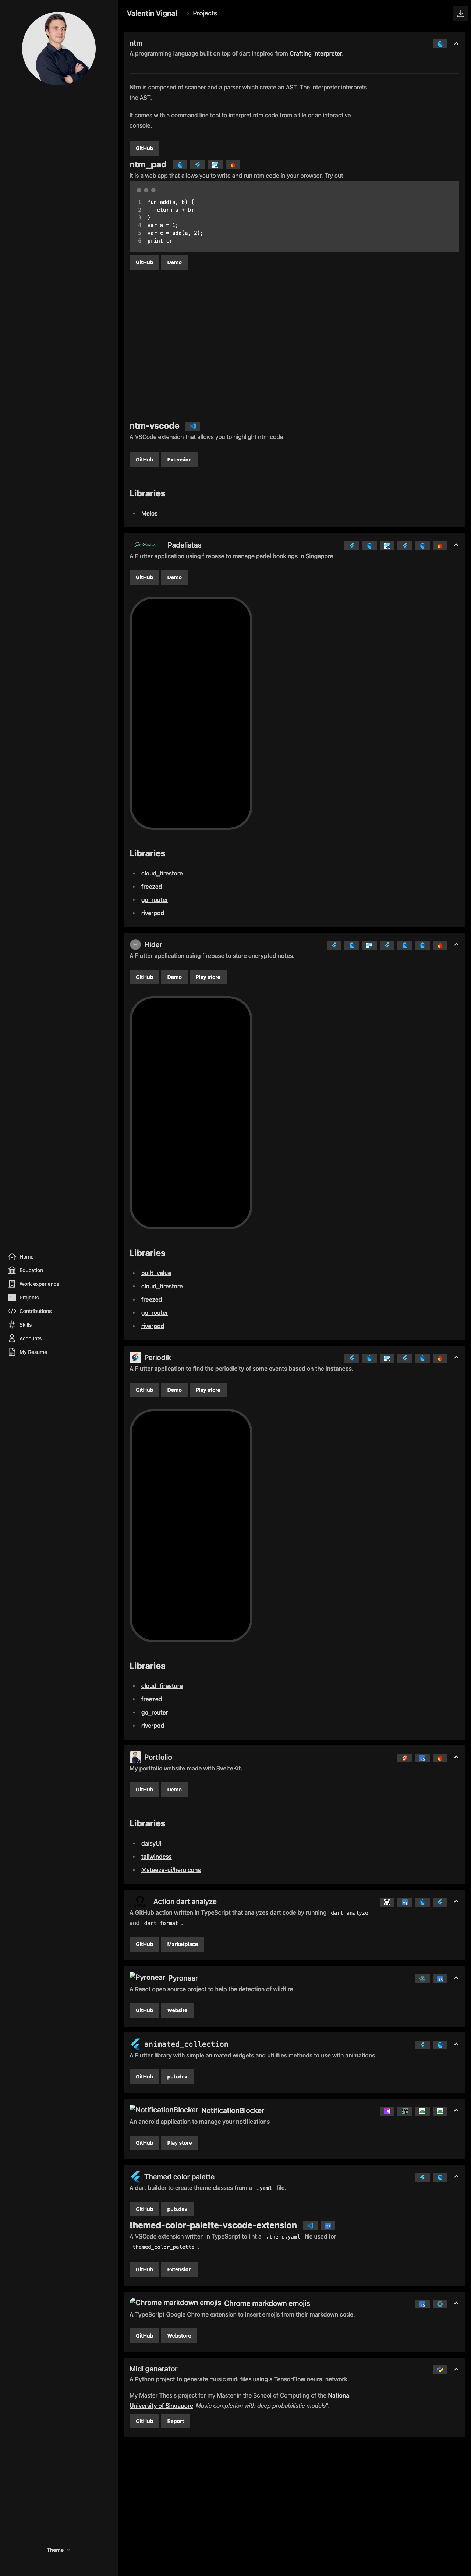 Valentin Vignal
Projects
Home
Education
Work experience
Projects
Contributions
Skills
Accounts
My Resume
Theme
ntm
A programming language built on top of dart inspired from Crafting interpreter.
Ntm is composed of scanner and a parser which create an AST. The interpreter interprets
the AST.
It comes with a command line tool to interpret ntm code from a file or an interactive
console.
GitHub
ntm_pad
It is a web app that allows you to write and run ntm code in your browser. Try out
1 fun add(a, b) {
2 return a + b;
3 }
4 var a = 1;
5 var c = add(a, 2);
6 print c;
GitHub Demo
ntm-vscode
A VSCode extension that allows you to highlight ntm code.
GitHub Extension
Libraries
Melos
Padelistas
A Flutter application using firebase to manage padel bookings in Singapore.
GitHub Demo
Libraries
cloud_firestore
freezed
go_router
riverpod
H Hider
A Flutter application using firebase to store encrypted notes.
GitHub Demo Play store
Libraries
built_value
cloud_firestore
freezed
go_router
riverpod
Periodik
A Flutter application to find the periodicity of some events based on the instances.
GitHub Demo Play store
Libraries
cloud_firestore
freezed
go_router
riverpod
Portfolio
My portfolio website made with SvelteKit.
GitHub Demo
Libraries
daisyUI
tailwindcss
@steeze-ui/heroicons
Action dart analyze
A GitHub action written in TypeScript that analyzes dart code by running dart analyze
and dart format .
GitHub Marketplace
Pyronear Pyronear
A React open source project to help the detection of wildfire.
GitHub Website
animated_collection
A Flutter library with simple animated widgets and utilities methods to use with animations.
GitHub pub.dev
NotificationBlocker NotificationBlocker
An android application to manage your notifications
GitHub Play store
Themed color palette
A dart builder to create theme classes from a .yaml file.
GitHub pub.dev
themed-color-palette-vscode-extension
A VSCode extension written in TypeScript to lint a .theme.yaml file used for
themed_color_palette .
GitHub Extension
Chrome markdown emojis Chrome markdown emojis
A TypeScript Google Chrome extension to insert emojis from their markdown code.
GitHub Webstore
Midi generator
A Python project to generate music midi files using a TensorFlow neural network.
My Master Thesis project for my Master in the School of Computing of the National
University of Singapore"Music completion with deep probabilistic models".
GitHub Report